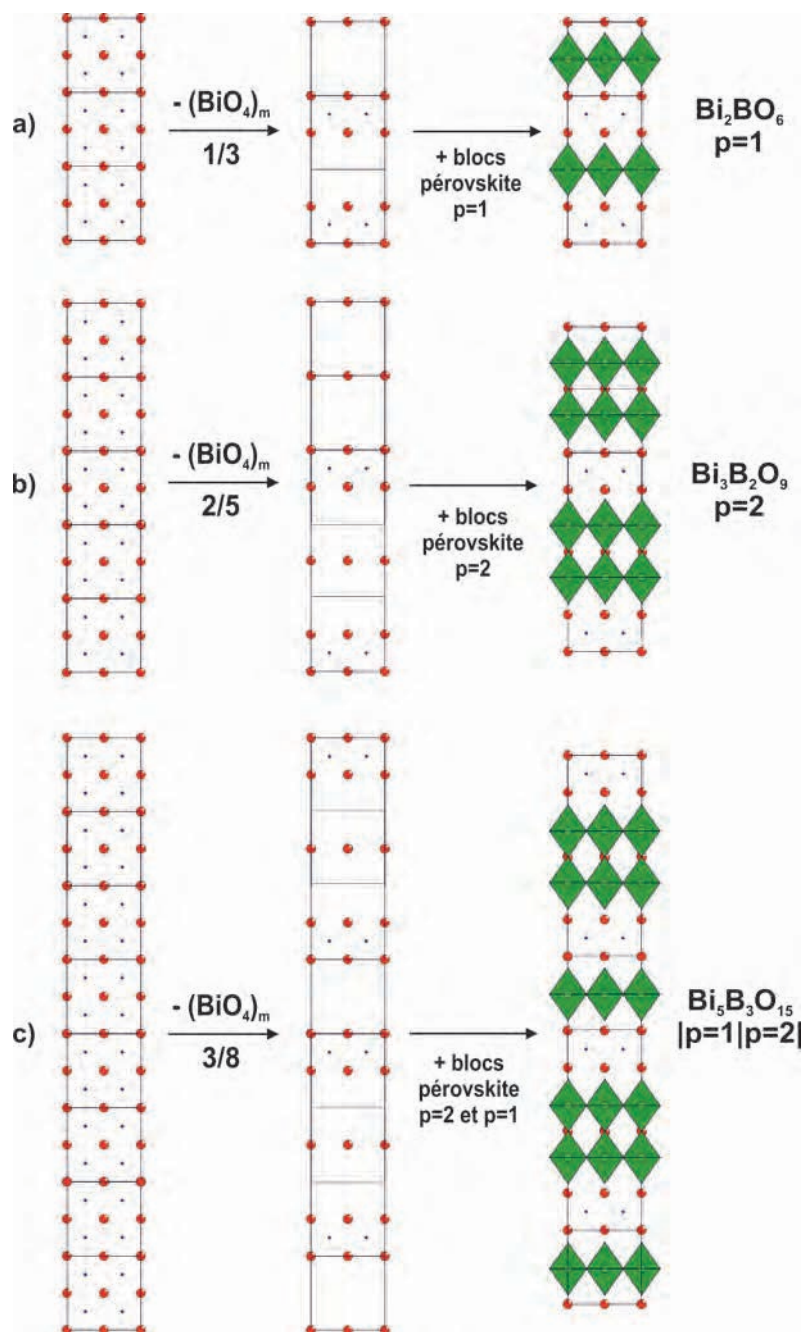 a)
- (BiO₄)ₘ
1/3
+ blocs
pérovskite
p=1
Bi₂BO₆
p=1
b)
- (BiO₄)ₘ
2/5
+ blocs
pérovskite
p=2
Bi₃B₂O₉
p=2
c)
- (BiO₄)ₘ
3/8
+ blocs
pérovskite
p=2 et p=1
Bi₅B₃O₁₅
|p=1|p=2|